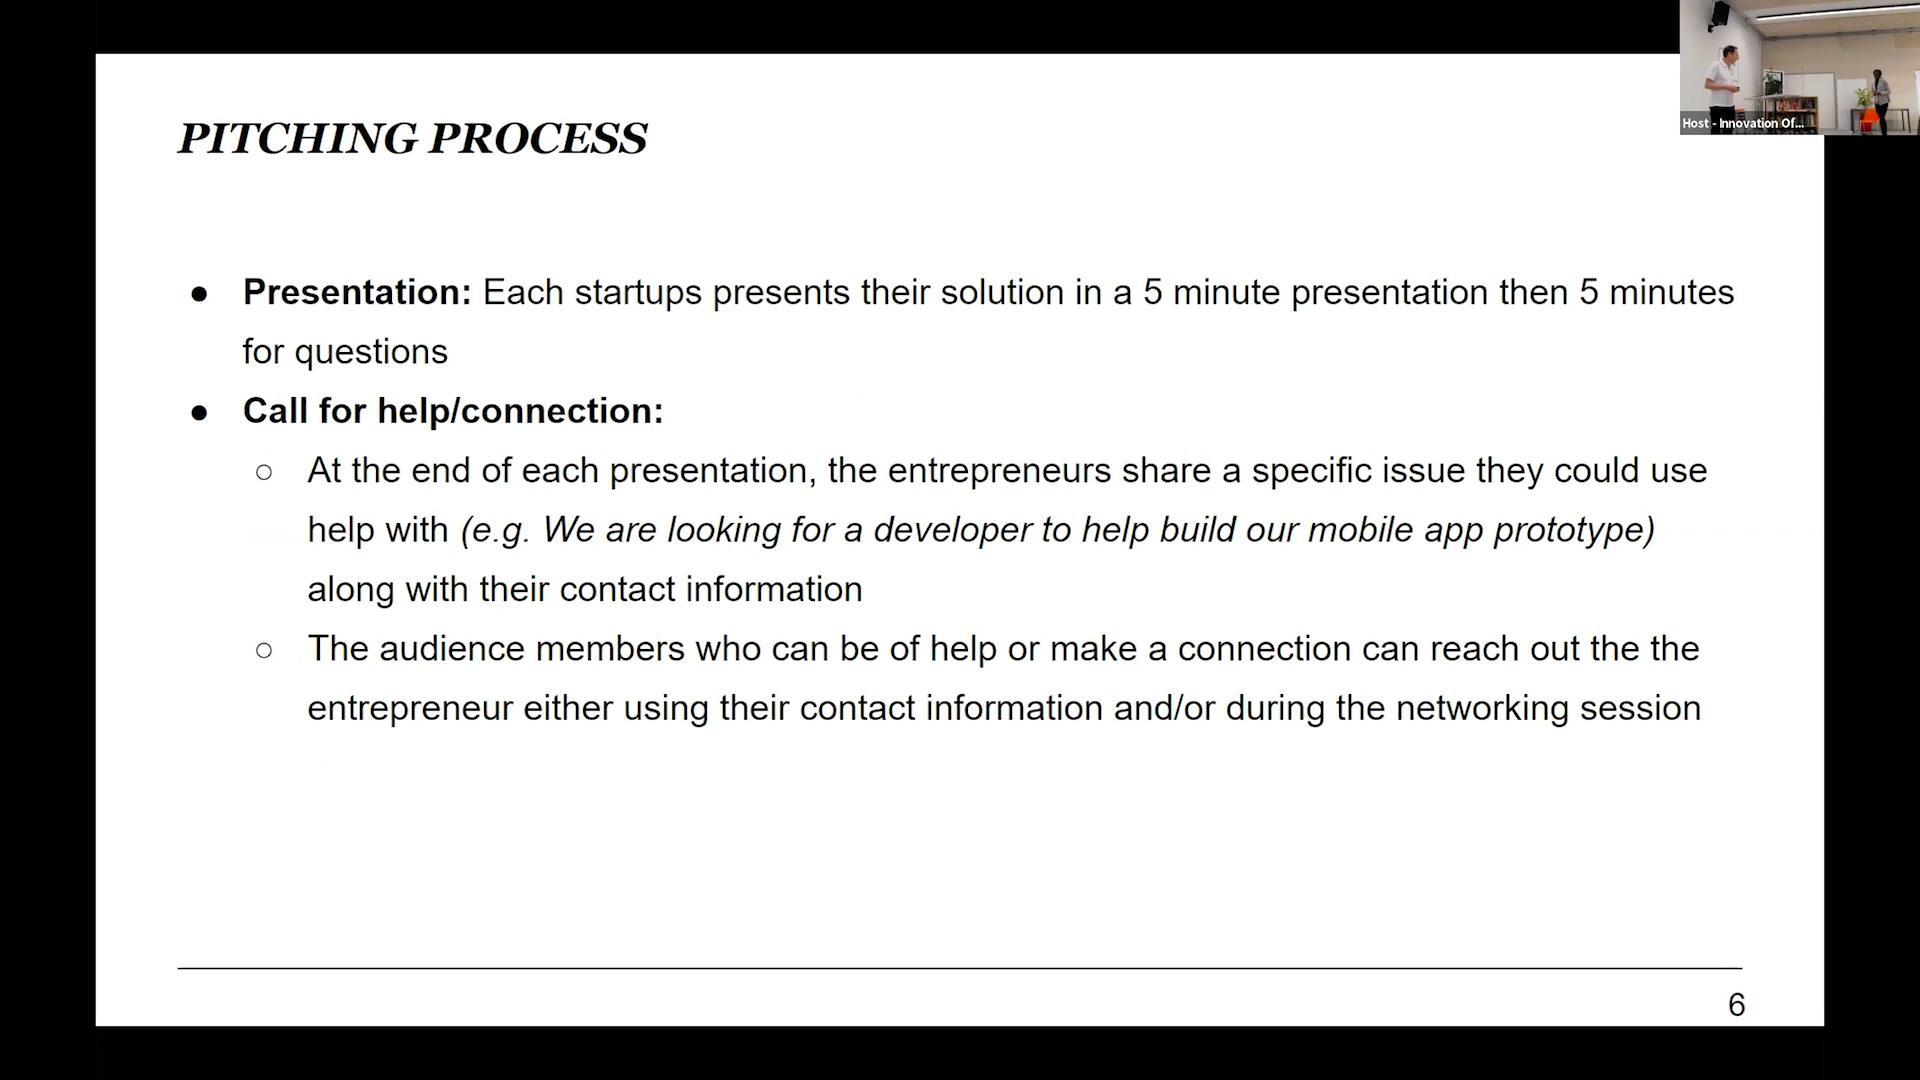 PITCHING PROCESS
Host - Innovation Of...
● Presentation: Each startups presents their solution in a 5 minute presentation then 5 minutes
for questions
● Call for help/connection:
○ At the end of each presentation, the entrepreneurs share a specific issue they could use
help with (e.g. We are looking for a developer to help build our mobile app prototype)
along with their contact information
○ The audience members who can be of help or make a connection can reach out the the
entrepreneur either using their contact information and/or during the networking session
6